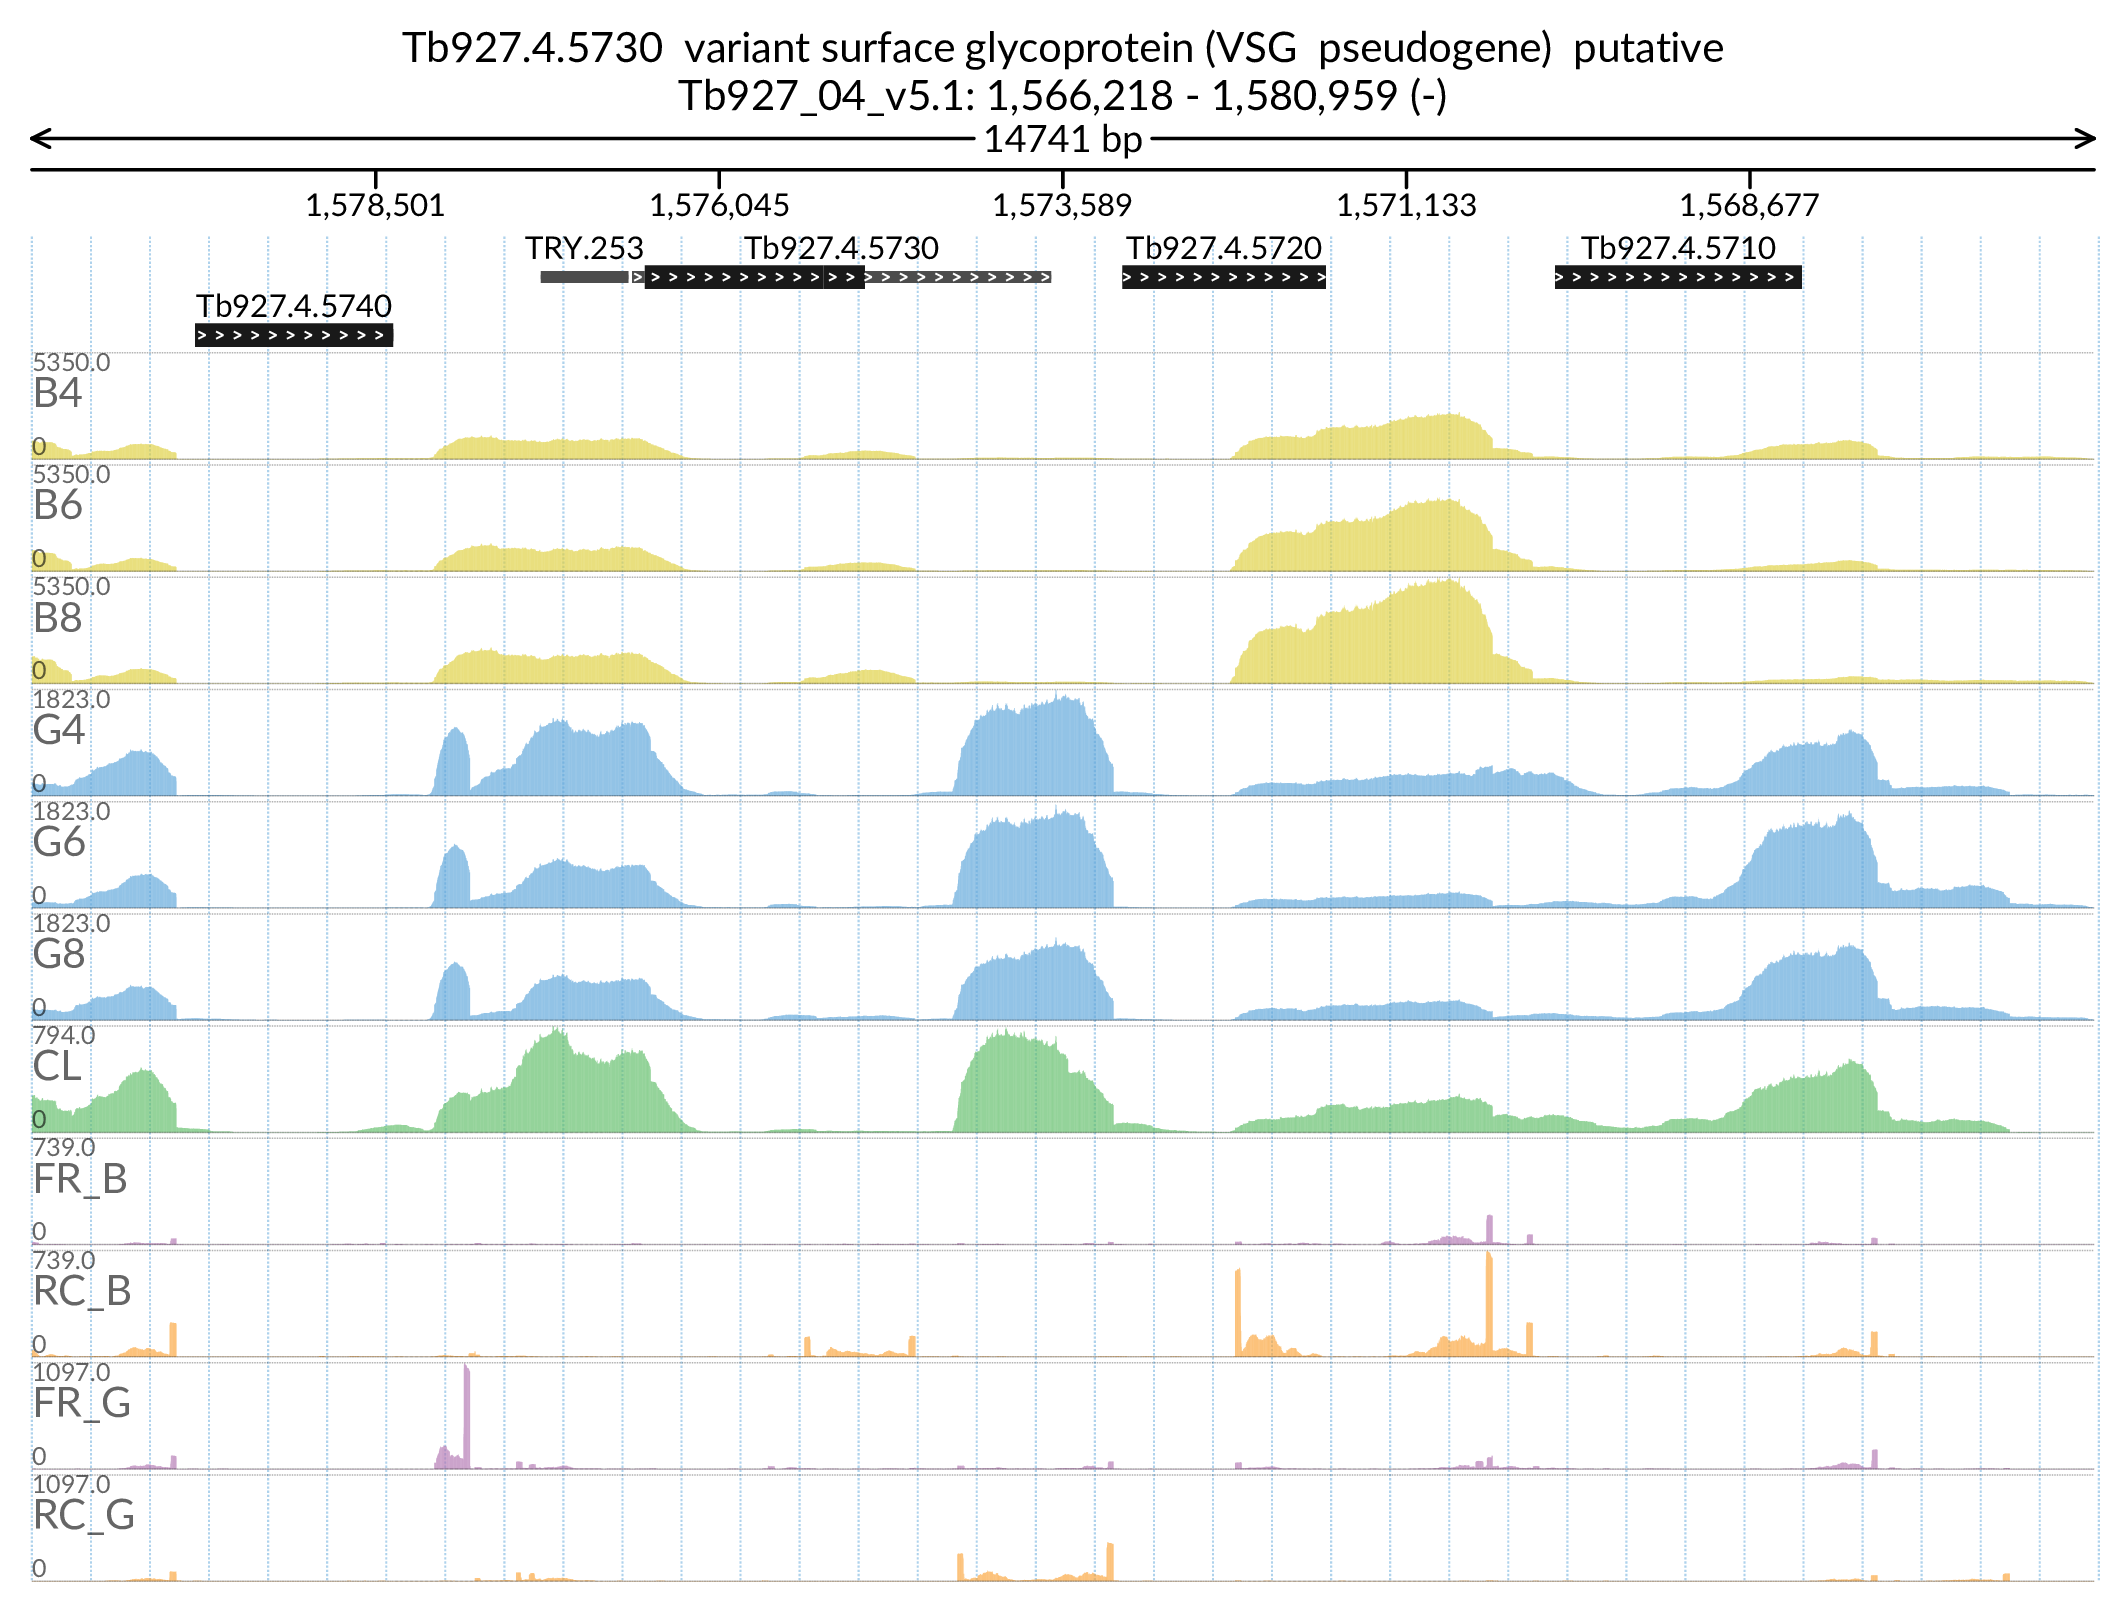 Tb927.4.5730 variant surface glycoprotein (VSG pseudogene) putative
Tb927_04_v5.1: 1,566,218 - 1,580,959 (-)
14741 bp
1,578,501 1,576,045 1,573,589 1,571,133 1,568,677
TRY.253 Tb927.4.5730 Tb927.4.5720 Tb927.4.5710
Tb927.4.5740
5350.0
B4
0
5350.0
B6
0
5350.0
B8
0
1823.0
G4
0
1823.0
G6
0
1823.0
G8
0
794.0
CL
0
739.0
FR_B
0
739.0
RC_B
0
1097.0
FR_G
0
1097.0
RC_G
0